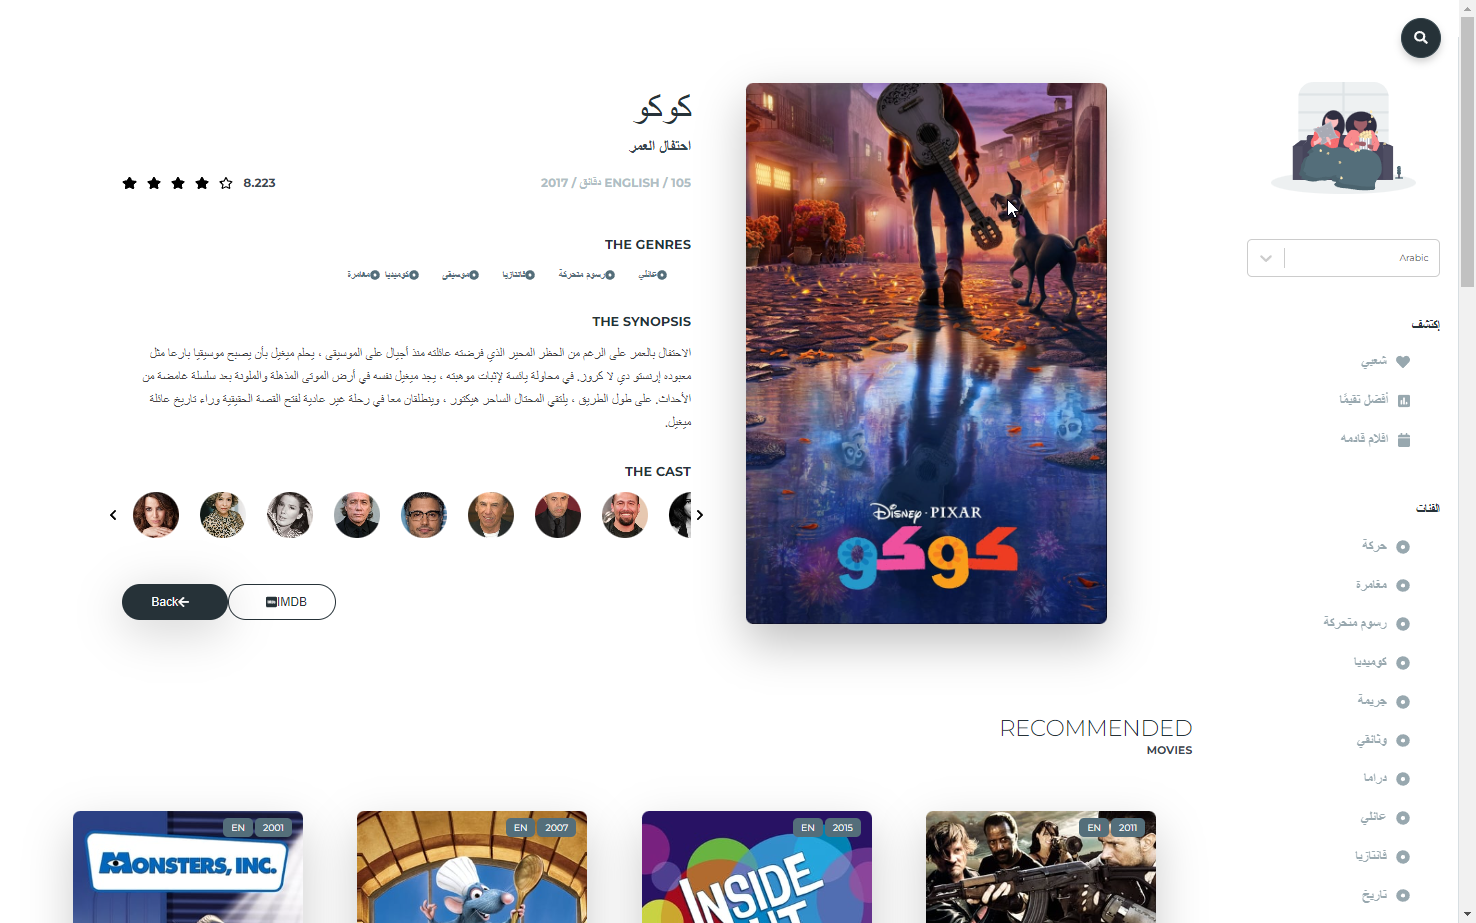 Arabic
إكتشف
شعبي
أفضل تقيمًا
افلام قادمه
الفئات
حركة
مغامرة
رسوم متحركة
كوميديا
جريمة
وثائقي
دراما
عائلي
فانتازيا
تاريخ
كوكو
احتفال العمر
ENGLISH / 105 دقائق / 2017
8.223
THE GENRES
عائلي
رسوم متحركة
فانتازيا
موسيقى
كوميديا
مغامرة
THE SYNOPSIS
الاحتفال بالعمر على الرغم من الحظر المحير الذي فرضته عائلته منذ أجيال على الموسيقى ، يحلم ميغيل بأن يصبح موسيقيا بارعا مثل
معبوده إرنستو دي لا كروز. في محاولة يائسة لإثبات موهبته ، يجد ميغيل نفسه في أرض الموتى المذهلة والملونة بعد سلسلة غامضة من
الأحداث. على طول الطريق ، يلتقي المحتال الساحر هيكتور ، وينطلقان معا في رحلة غير عادية لفتح القصة الحقيقية وراء تاريخ عائلة
ميغيل.
THE CAST
Back
IMDB
DISNEY · PIXAR
كوكو
RECOMMENDED
MOVIES
EN 2011
EN 2015
INSIDE
OUT
EN 2007
EN 2001
MONSTERS, INC.